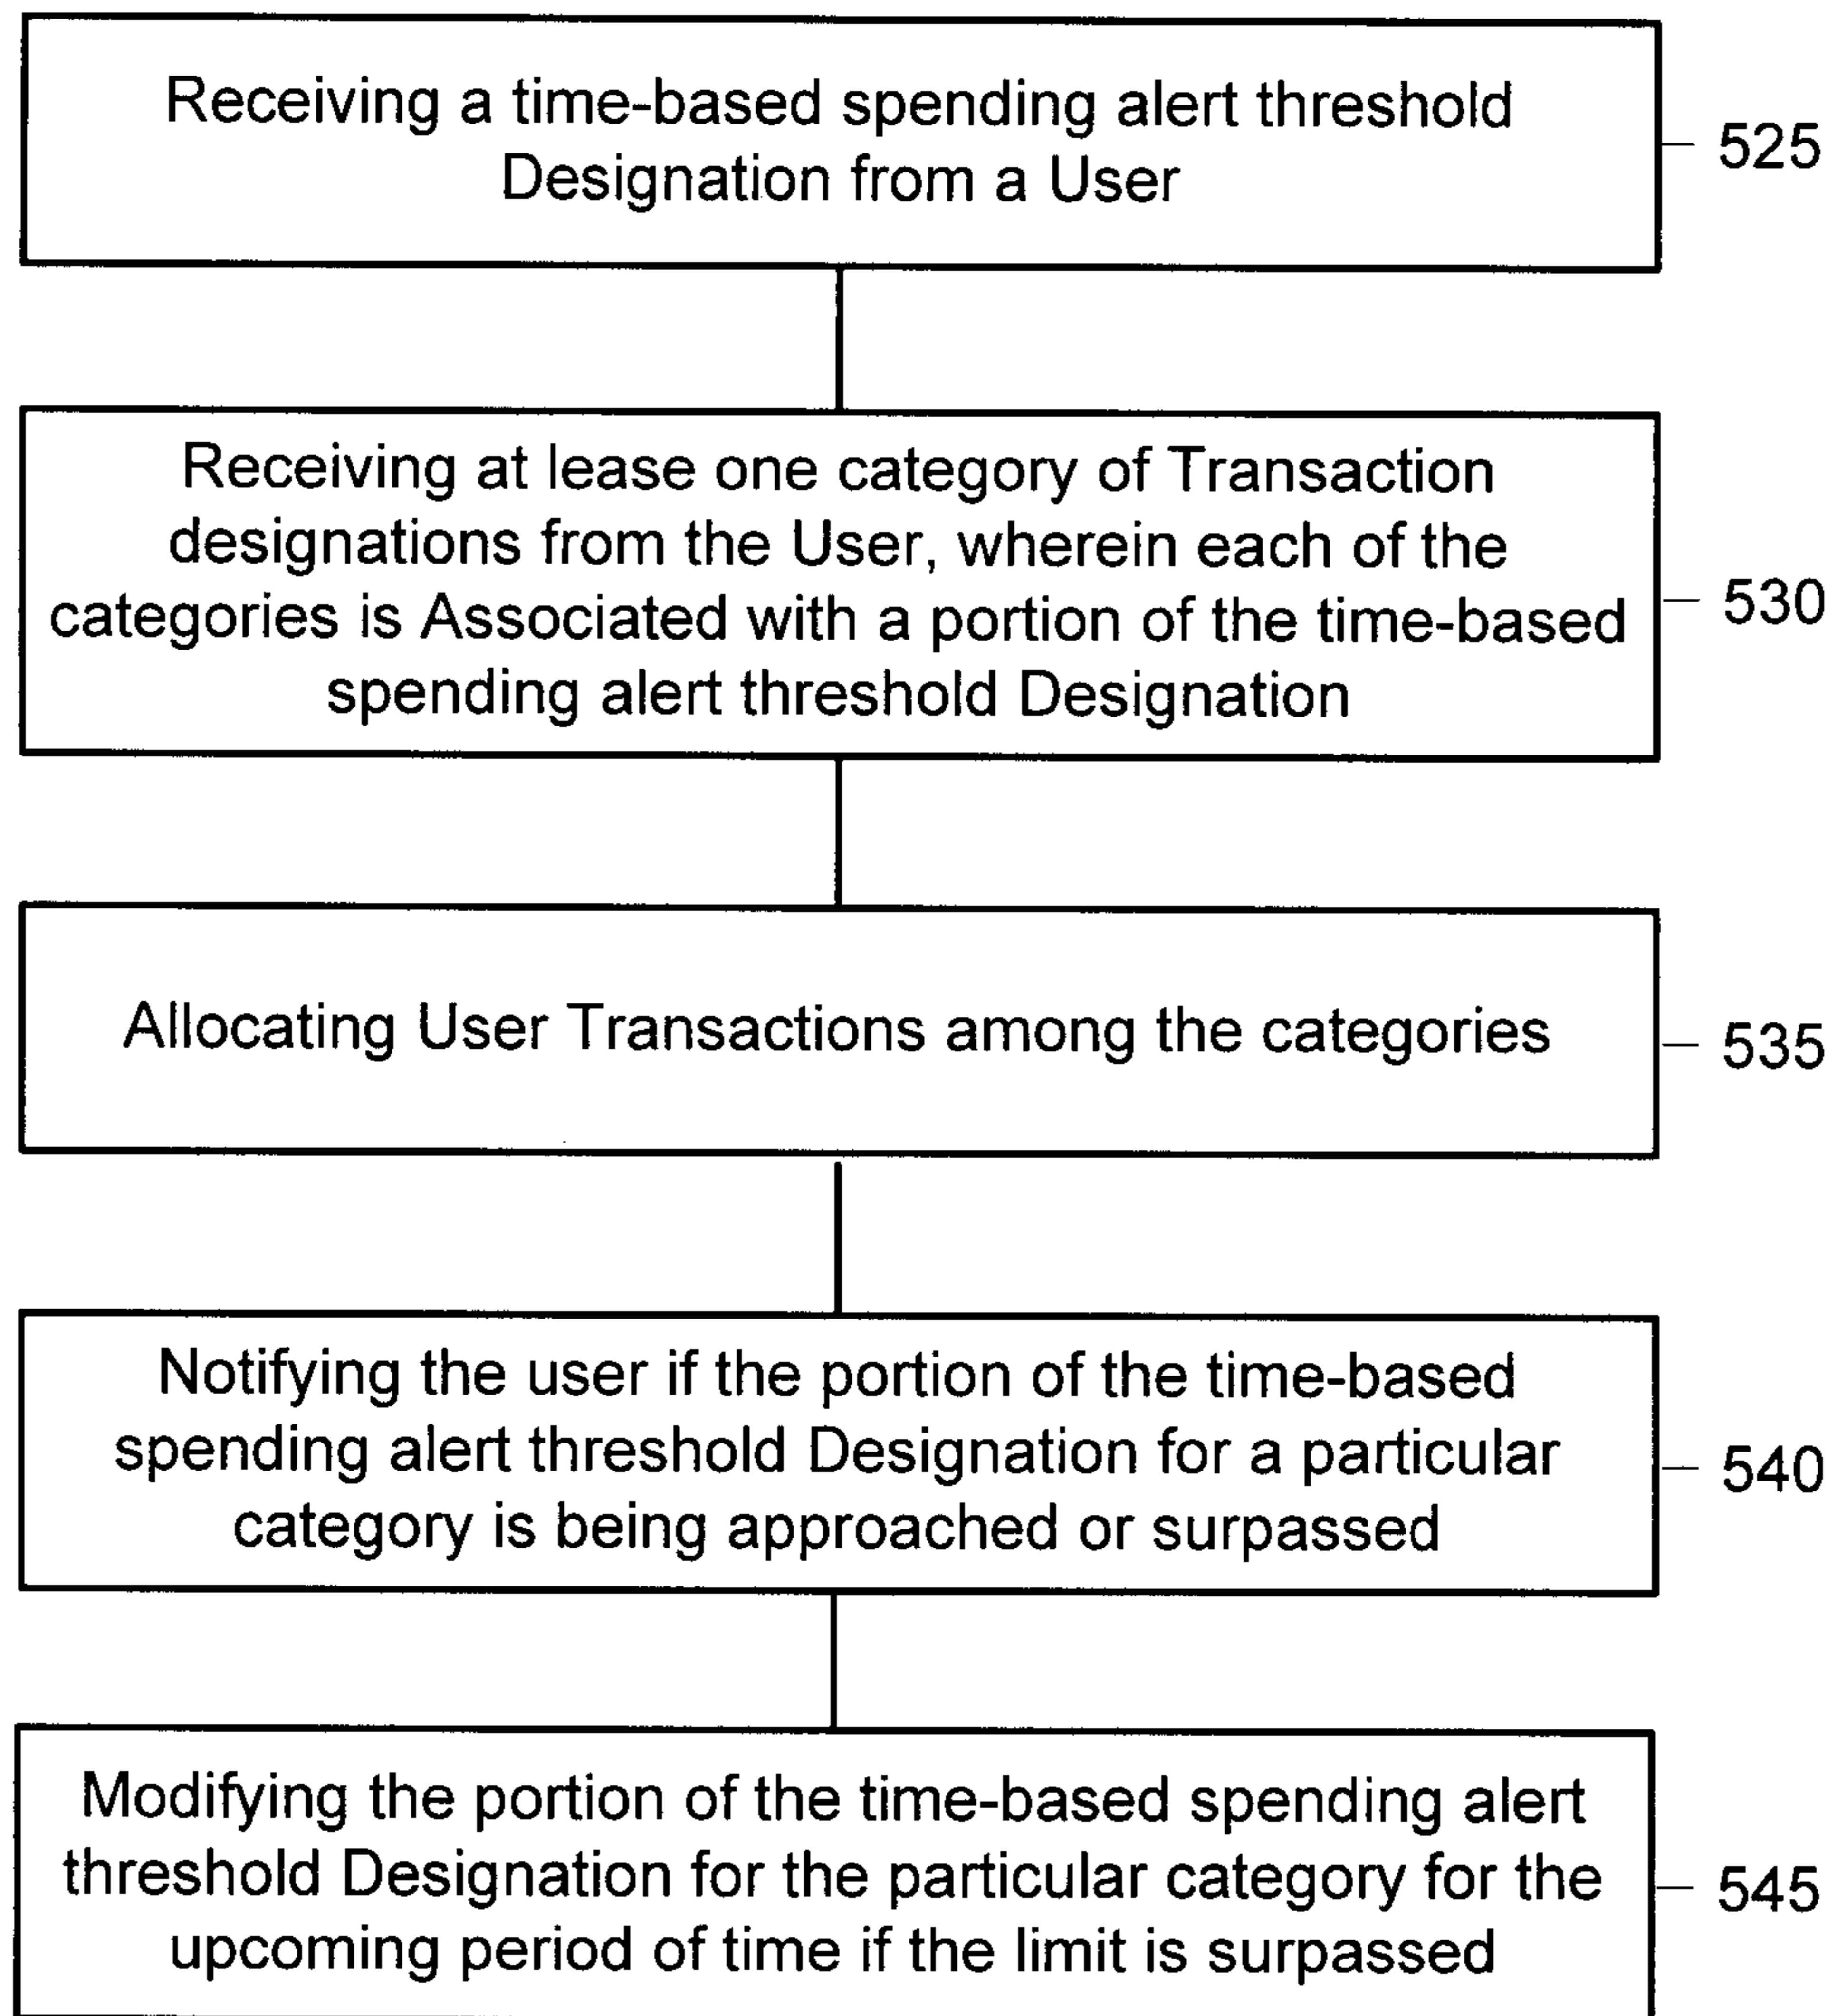 Receiving a time-based spending alert threshold
Designation from a User
525
Receiving at lease one category of Transaction
designations from the User, wherein each of the
categories is Associated with a portion of the time-based
spending alert threshold Designation
530
Allocating User Transactions among the categories
535
Notifying the user if the portion of the time-based
spending alert threshold Designation for a particular
category is being approached or surpassed
540
Modifying the portion of the time-based spending alert
threshold Designation for the particular category for the
upcoming period of time if the limit is surpassed
545